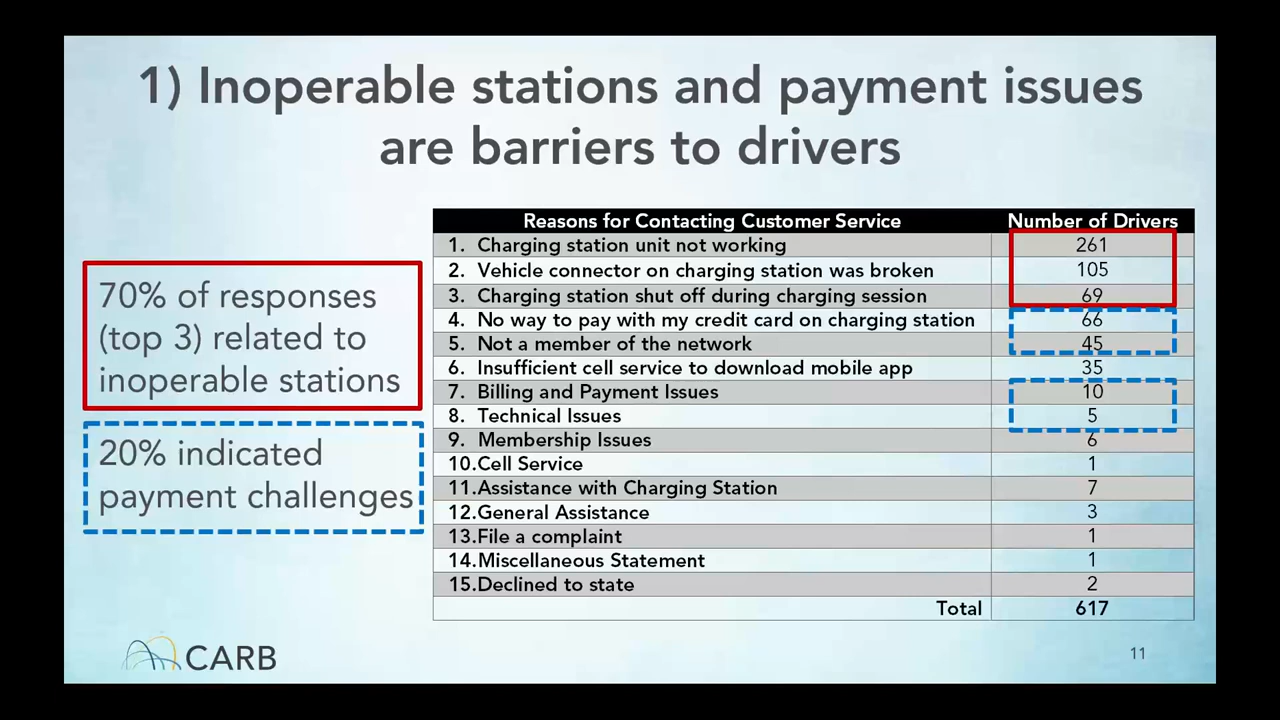 1) Inoperable stations and payment issues
are barriers to drivers
70% of responses
(top 3) related to
inoperable stations
20% indicated
payment challenges
Reasons for Contacting Customer Service Number of Drivers
1. Charging station unit not working 261
2. Vehicle connector on charging station was broken 105
3. Charging station shut off during charging session 69
4. No way to pay with my credit card on charging station 66
5. Not a member of the network 45
6. Insufficient cell service to download mobile app 35
7. Billing and Payment Issues 10
8. Technical Issues 5
9. Membership Issues 6
10.Cell Service 1
11.Assistance with Charging Station 7
12.General Assistance 3
13.File a complaint 1
14.Miscellaneous Statement 1
15.Declined to state 2
Total 617
CARB
11